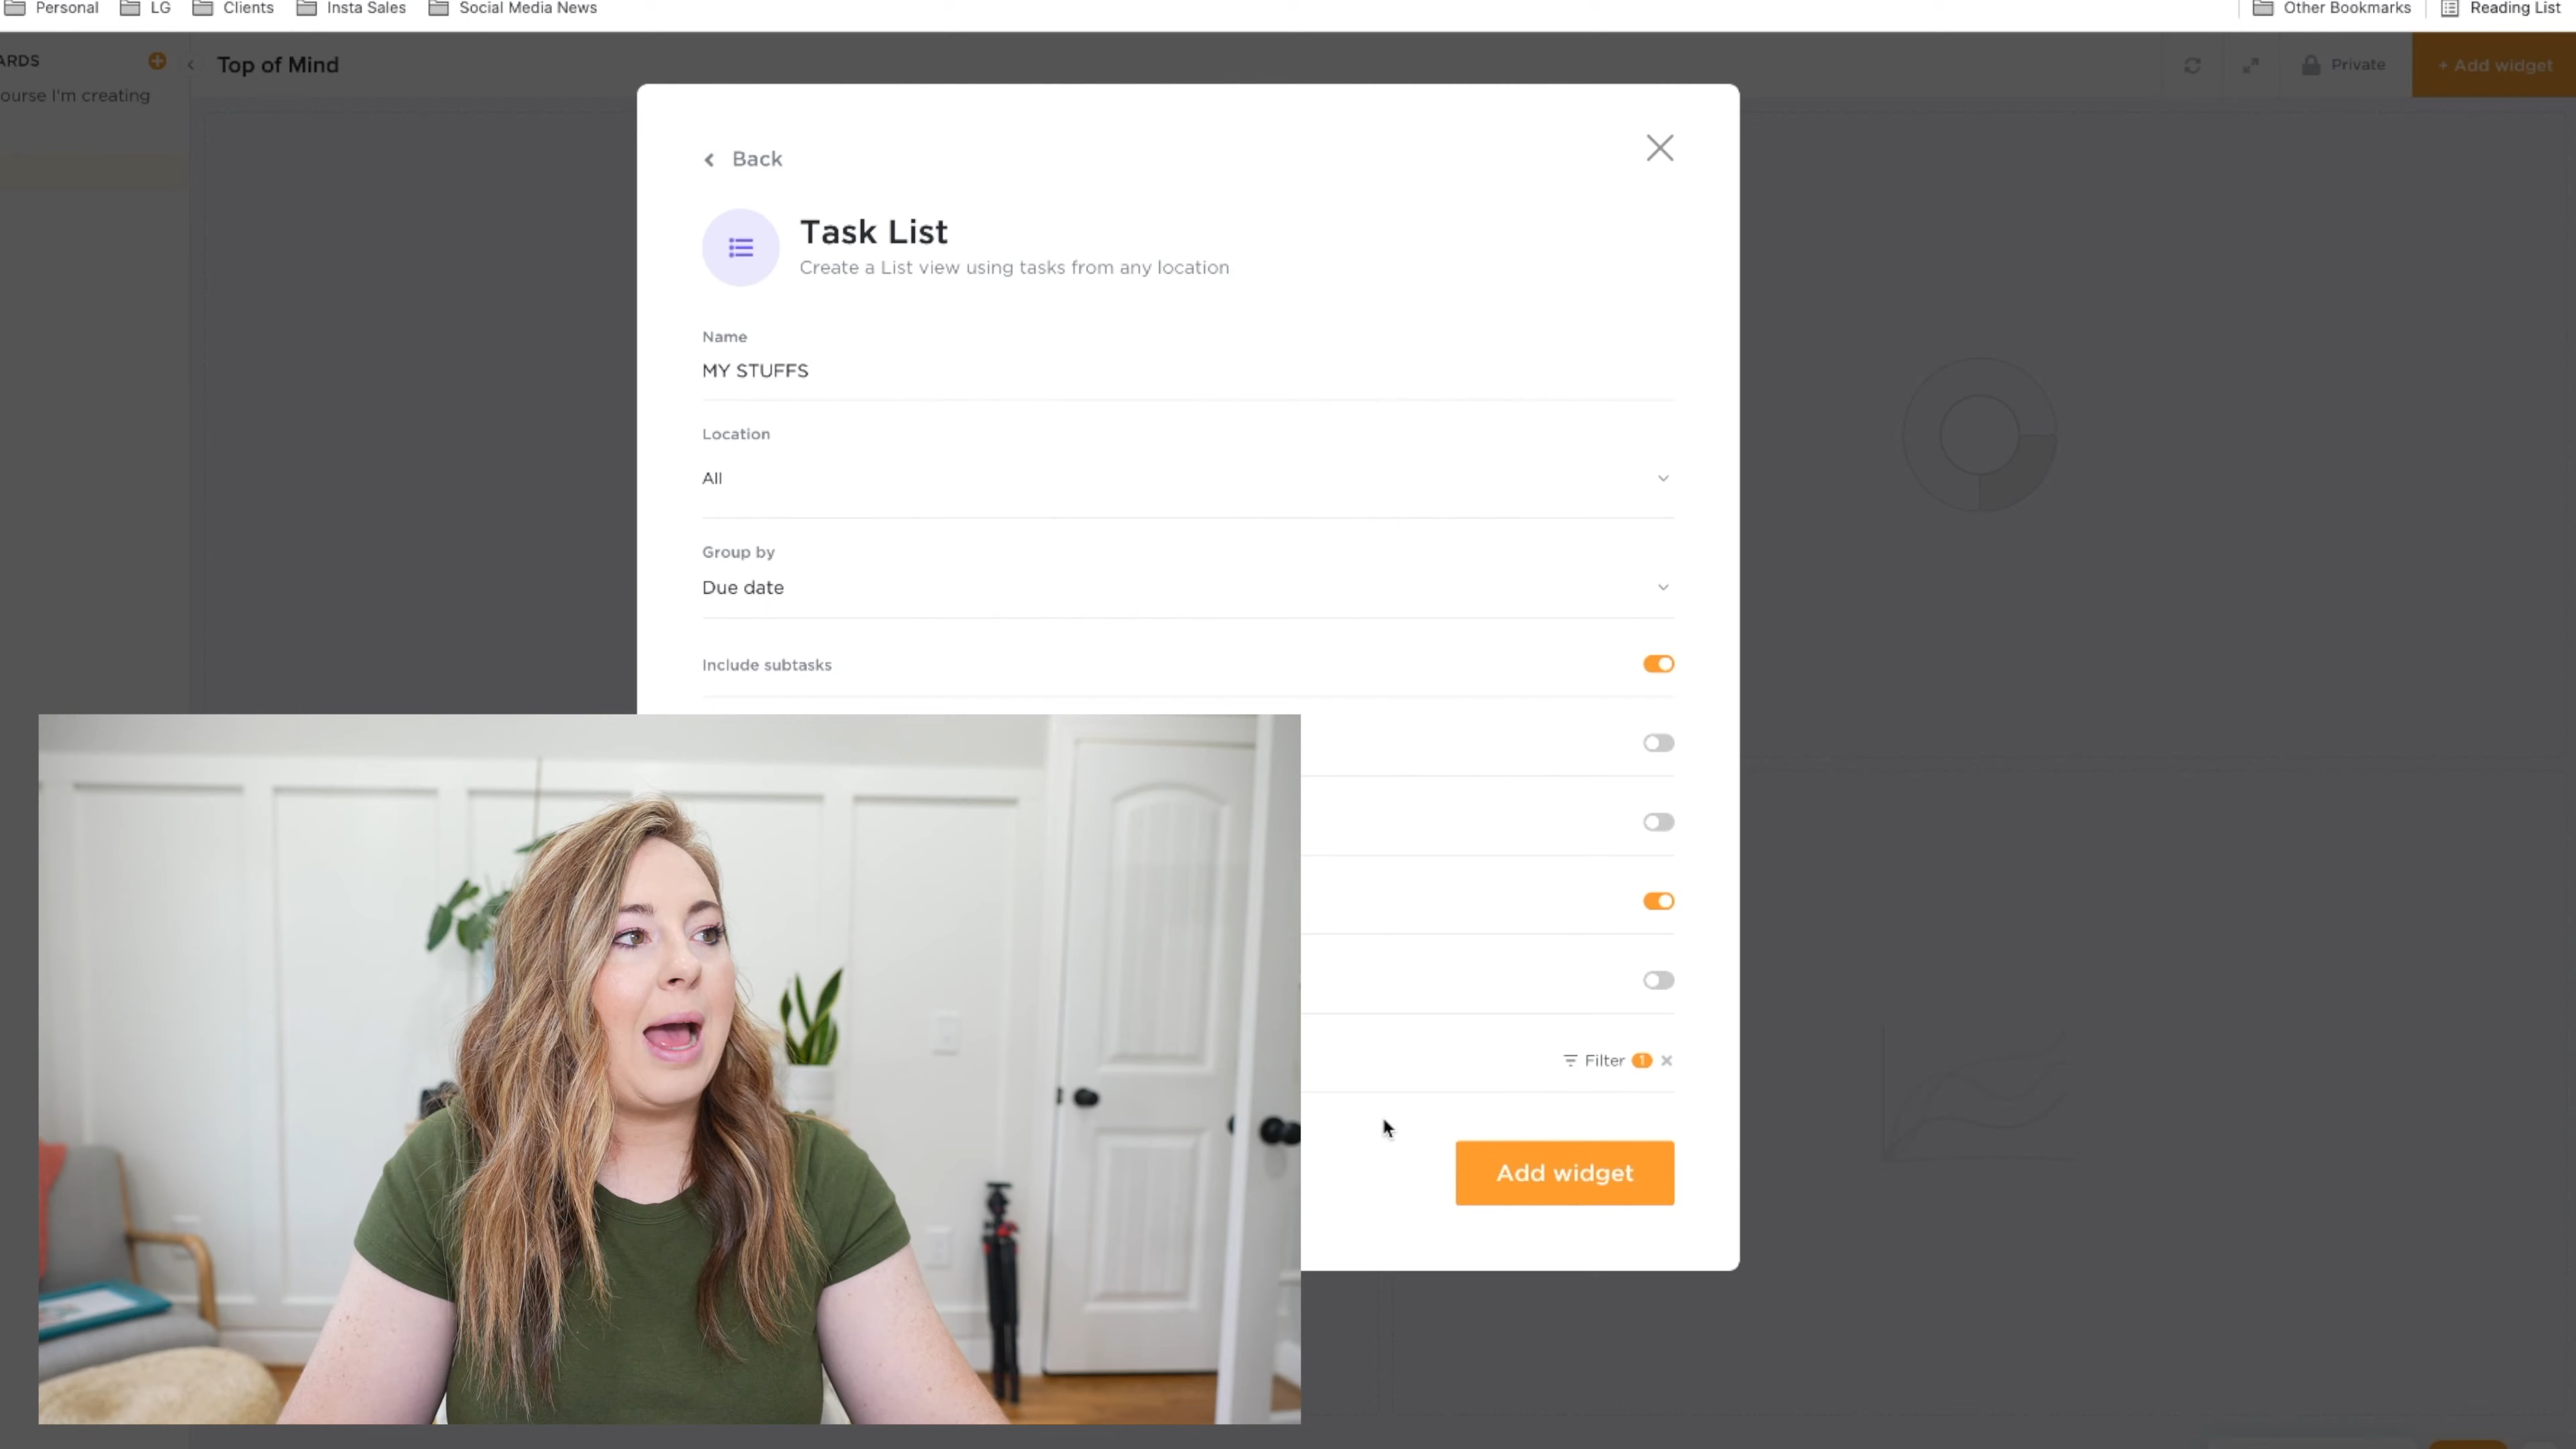 Personal LG Clients Insta Sales Social Media News Other Bookmarks Reading List
ARDS
Top of Mind
Private
+ Add widget
ourse I'm creating
Back
Task List
Create a List view using tasks from any location
Name
MY STUFFS
Location
All
Group by
Due date
Include subtasks
Filter 1
Add widget